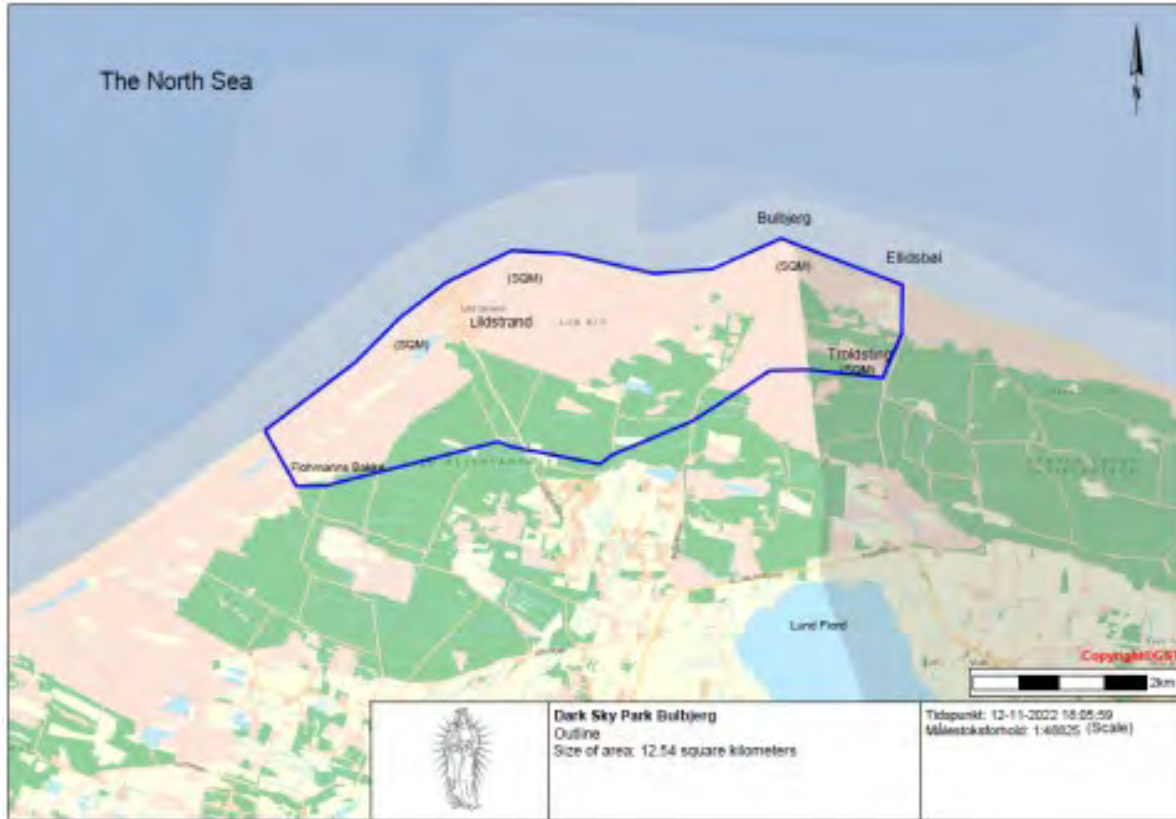 The North Sea
Bulbjerg
Ellidsbøl
(SQM)
(SQM)
Lildstrand
(SQM)
Troldsting
(SQM)
Flohmanns Bakke
Lund Fjord
Copyright©GST
2km
N
Dark Sky Park Bulbjerg
Outline
Size of area: 12.54 square kilometers
Tidspunkt: 12-11-2022 18:05:59
Målestoksforhold: 1:48825 (Scale)